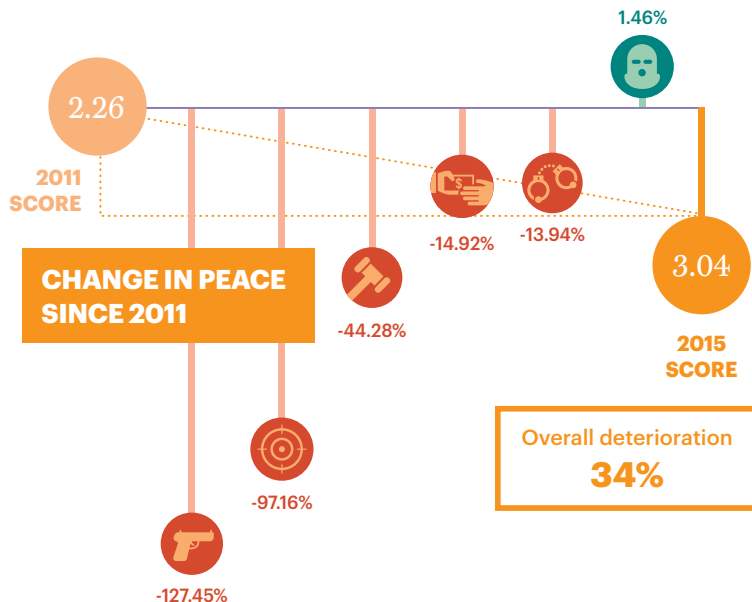 1.46%
2.26
2011
SCORE
$
-14.92%
-13.94%
3.04
CHANGE IN PEACE
SINCE 2011
-44.28%
2015
SCORE
Overall deterioration
34%
-97.16%
-127.45%